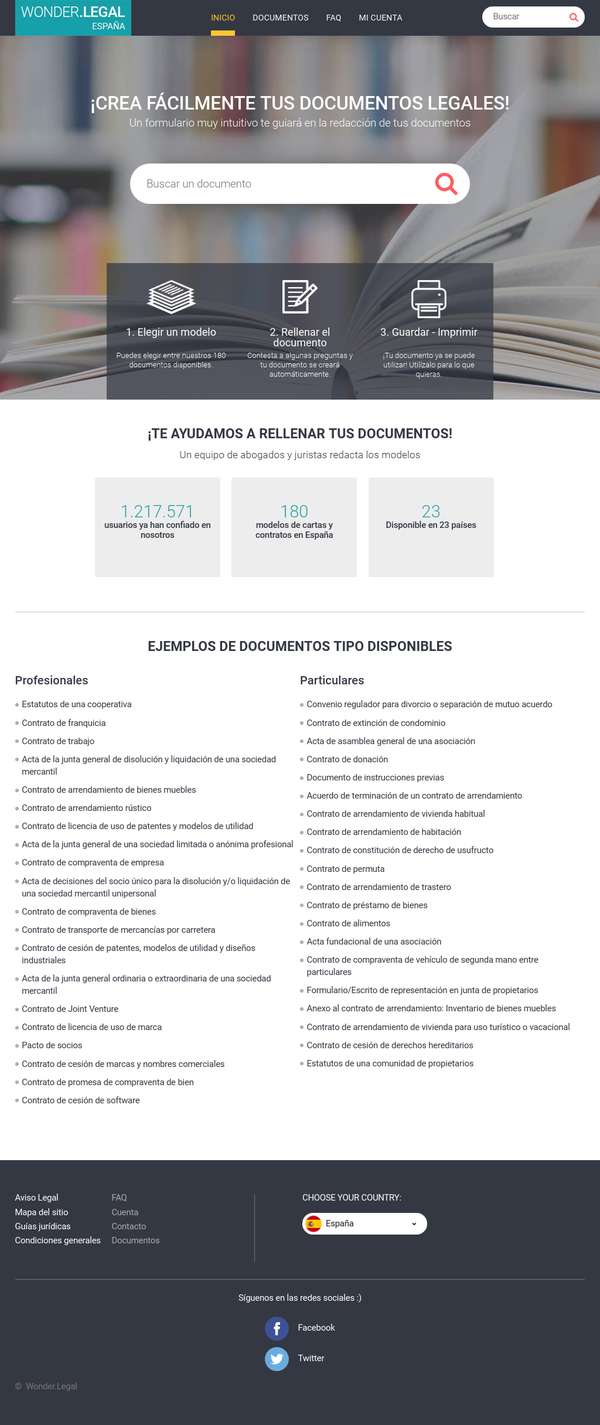 WONDER.LEGAL
ESPAÑA
INICIO
DOCUMENTOS
FAQ
MI CUENTA
Buscar
¡CREA FÁCILMENTE TUS DOCUMENTOS LEGALES!
Un formulario muy intuitivo te guiará en la redacción de tus documentos
Buscar un documento
1. Elegir un modelo
Puedes elegir entre nuestros 180
documentos disponibles.
2. Rellenar el
documento
Contesta a algunas preguntas y
tu documento se creará
automáticamente.
3. Guardar - Imprimir
¡Tu documento ya se puede
utilizar! Utilízalo para lo que
quieras.
¡TE AYUDAMOS A RELLENAR TUS DOCUMENTOS!
Un equipo de abogados y juristas redacta los modelos
1.217.571
usuarios ya han confiado en
nosotros
180
modelos de cartas y
contratos en España
23
Disponible en 23 países
EJEMPLOS DE DOCUMENTOS TIPO DISPONIBLES
Profesionales
Estatutos de una cooperativa
Contrato de franquicia
Contrato de trabajo
Acta de la junta general de disolución y liquidación de una sociedad
mercantil
Contrato de arrendamiento de bienes muebles
Contrato de arrendamiento rústico
Contrato de licencia de uso de patentes y modelos de utilidad
Acta de la junta general de una sociedad limitada o anónima profesional
Contrato de compraventa de empresa
Acta de decisiones del socio único para la disolución y/o liquidación de
una sociedad mercantil unipersonal
Contrato de compraventa de bienes
Contrato de transporte de mercancías por carretera
Contrato de cesión de patentes, modelos de utilidad y diseños
industriales
Acta de la junta general ordinaria o extraordinaria de una sociedad
mercantil
Contrato de Joint Venture
Contrato de licencia de uso de marca
Pacto de socios
Contrato de cesión de marcas y nombres comerciales
Contrato de promesa de compraventa de bien
Contrato de cesión de software
Particulares
Convenio regulador para divorcio o separación de mutuo acuerdo
Contrato de extinción de condominio
Acta de asamblea general de una asociación
Contrato de donación
Documento de instrucciones previas
Acuerdo de terminación de un contrato de arrendamiento
Contrato de arrendamiento de vivienda habitual
Contrato de arrendamiento de habitación
Contrato de constitución de derecho de usufructo
Contrato de permuta
Contrato de arrendamiento de trastero
Contrato de préstamo de bienes
Contrato de alimentos
Acta fundacional de una asociación
Contrato de compraventa de vehículo de segunda mano entre
particulares
Formulario/Escrito de representación en junta de propietarios
Anexo al contrato de arrendamiento: Inventario de bienes muebles
Contrato de arrendamiento de vivienda para uso turístico o vacacional
Contrato de cesión de derechos hereditarios
Estatutos de una comunidad de propietarios
Aviso Legal
Mapa del sitio
Guías jurídicas
Condiciones generales
FAQ
Cuenta
Contacto
Documentos
CHOOSE YOUR COUNTRY:
España
Síguenos en las redes sociales :)
Facebook
Twitter
© Wonder.Legal